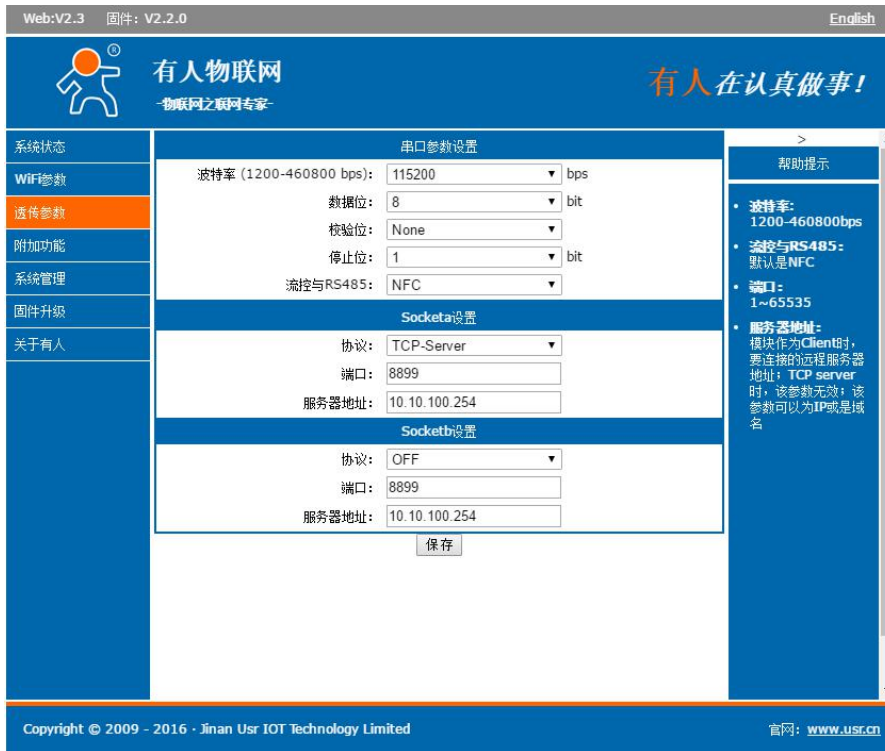 Web:V2.3 固件: V2.2.0 English
®
有人物联网
-物联网之联网专家-
有人在认真做事!
系统状态
WiFi参数
透传参数
附加功能
系统管理
固件升级
关于有人
串口参数设置
波特率 (1200-460800 bps): 115200 bps
数据位: 8 bit
校验位: None
停止位: 1 bit
流控与RS485: NFC
Socketa设置
协议: TCP-Server
端口: 8899
服务器地址: 10.10.100.254
Socketb设置
协议: OFF
端口: 8899
服务器地址: 10.10.100.254
保存
>
帮助提示
• 波特率:
1200-460800bps
• 流控与RS485:
默认是NFC
• 端口:
1~65535
• 服务器地址:
模块作为Client时,
要连接的远程服务器
地址; TCP server
时, 该参数无效; 该
参数可以为IP或是域
名
Copyright © 2009 - 2016 · Jinan Usr IOT Technology Limited
官网: www.usr.cn